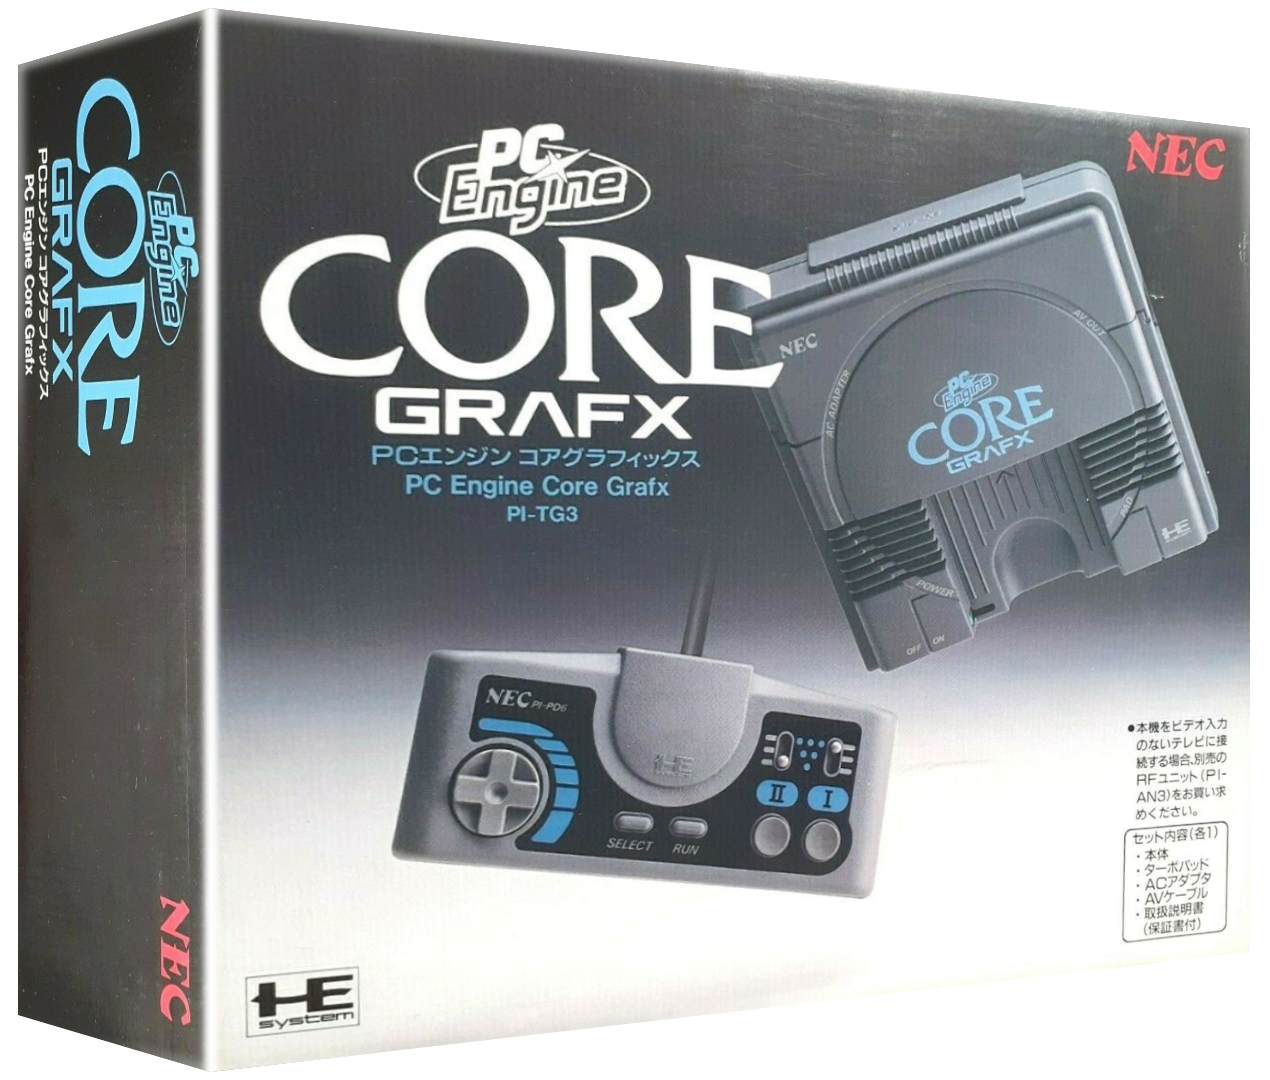 PC
Engine
CORE
GRAFX
PCエンジン コアグラフィックス
PC Engine Core Grafx
NEC
PC
Engine
CORE
GRAFX
PCエンジン コアグラフィックス
PC Engine Core Grafx
PI-TG3
NEC
NEC
AV OUT
AC ADAPTER
PC
Engine
CORE
GRAFX
PAD
HE
POWER
OFF ON
NEC PI-PD6
HE
II I
SELECT RUN
●本機をビデオ入力
のないテレビに接
続する場合、別売の
RFユニット(PI-
AN3)をお買い求
めください。
セット内容(各1)
・本体
・ターボパッド
・ACアダプタ
・AVケーブル
・取扱説明書
(保証書付)
HE
system